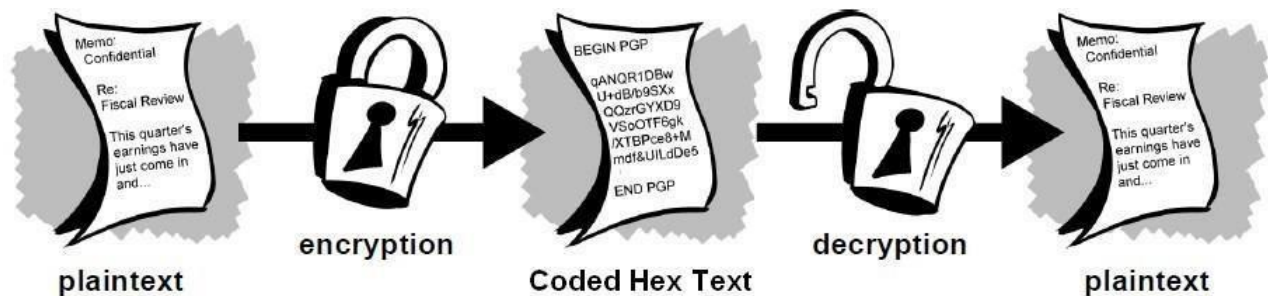 Memo:
Confidential
Re:
Fiscal Review
This quarter's
earnings have
just come in
and...
encryption
plaintext
BEGIN PGP
qANQR1DBw
U+dB/b9SXx
QQzrGYXD9
VSoOTF6gk
/XTBPce8+M
mdf&UILdDe5
END PGP
Coded Hex Text
decryption
Memo:
Confidential
Re:
Fiscal Review
This quarter's
earnings have
just come in
and...
plaintext